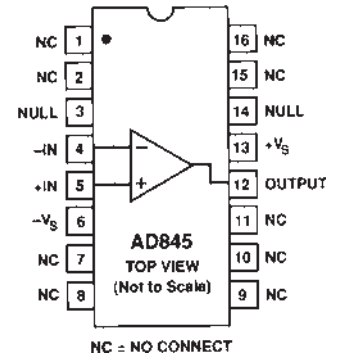 NC 1 16 NC
NC 2 15 NC
NULL 3 14 NULL
–IN 4 – 13 +VS
+IN 5 + 12 OUTPUT
–VS 6 11 NC
AD845
NC 7 TOP VIEW 10 NC
NC 8 (Not to Scale) 9 NC
NC = NO CONNECT